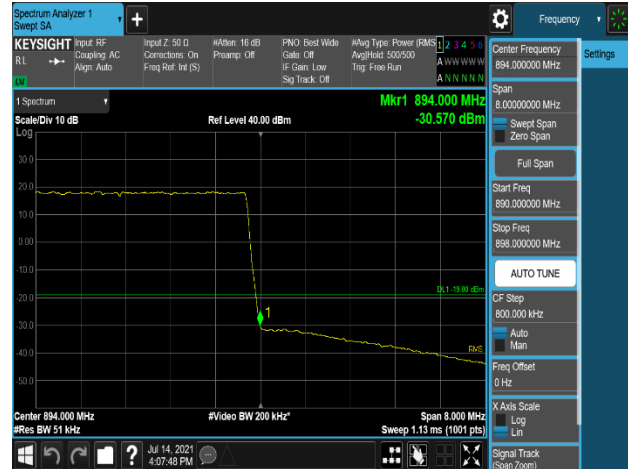 Spectrum Analyzer 1
Swept SA
+
Frequency
KEYSIGHT
RL
Input: RF
Coupling: AC
Align: Auto
Input Z: 50 Ω
Corrections: On
Freq Ref: Int (S)
#Atten: 16 dB
Preamp: Off
PNO: Best Wide
Gate: Off
IF Gain: Low
Sig Track: Off
#Avg Type: Power (RMS
Avg|Hold: 500/500
Trig: Free Run
1 2 3 4 5 6
A W W W W W
A N N N N N
1 Spectrum
Scale/Div 10 dB
Log
Ref Level 40.00 dBm
Mkr1 894.000 MHz
-30.570 dBm
30.0
20.0
10.0
0.00
-10.0
-20.0
-30.0
-40.0
-50.0
DL1 -19.00 dBm
1
RMS
Center 894.000 MHz
#Res BW 51 kHz
#Video BW 200 kHz*
Span 8.000 MHz
Sweep 1.13 ms (1001 pts)
Jul 14, 2021
4:07:48 PM
?
Center Frequency
894.000000 MHz
Span
8.00000000 MHz
Swept Span
Zero Span
Full Span
Start Freq
890.000000 MHz
Stop Freq
898.000000 MHz
AUTO TUNE
CF Step
800.000 kHz
Auto
Man
Freq Offset
0 Hz
X Axis Scale
Log
Lin
Signal Track
(Span Zoom)
Settings